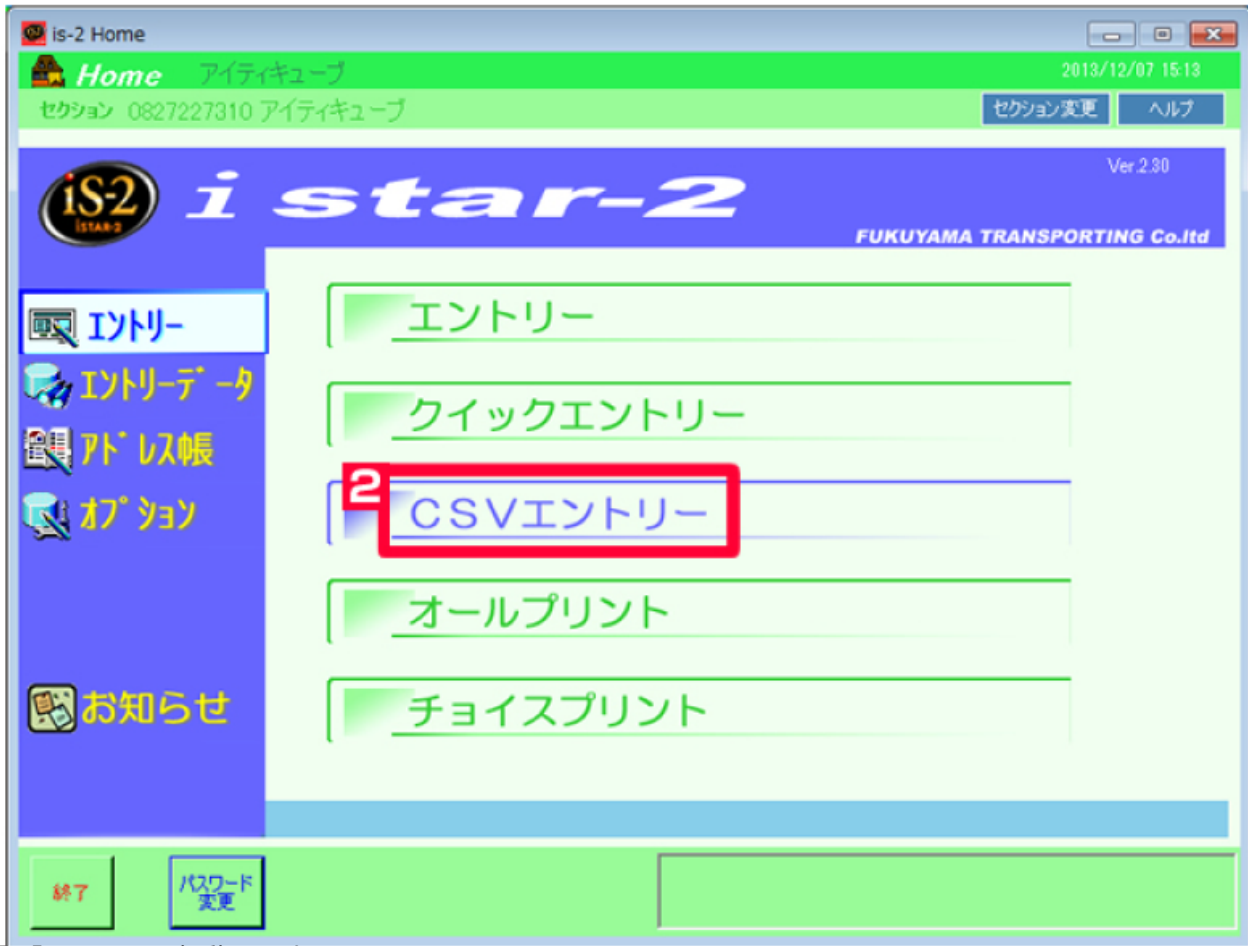 is-2 Home
Home アイティキューブ 2013/12/07 15:13
セクション 0827227310 アイティキューブ セクション変更 ヘルプ
Ver.2.30
iS-2
iSTAR-2
i star-2
FUKUYAMA TRANSPORTING Co.ltd
エントリー
エントリーデータ
アドレス帳
オプション
お知らせ
エントリー
クイックエントリー
2
CSVエントリー
オールプリント
チョイスプリント
終了
パスワード
変更